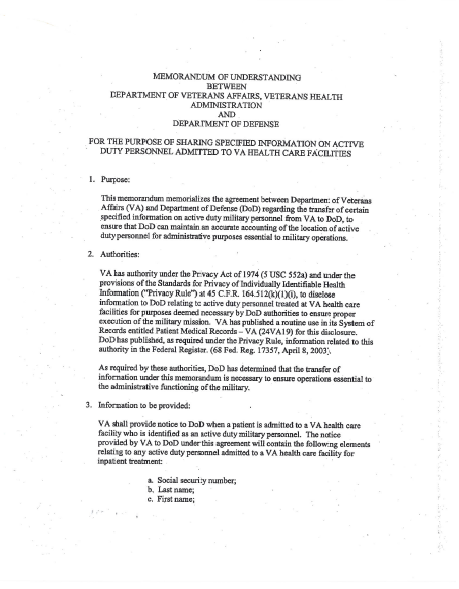 MEMORANDUM OF UNDERSTANDING
BETWEEN
DEPARTMENT OF VETERANS AFFAIRS, VETERANS HEALTH
ADMINISTRATION
AND
DEPARTMENT OF DEFENSE
FOR THE PURPOSE OF SHARING SPECIFIED INFORMATION ON ACTIVE
DUTY PERSONNEL ADMITTED TO VA HEALTH CARE FACILITIES
1. Purpose:
This memorandum memorializes the agreement between Department of Veterans
Affairs (VA) and Department of Defense (DoD) regarding the transfer of certain
specified information on active duty military personnel from VA to DoD, to
ensure that DoD can maintain an accurate accounting of the location of active
duty personnel for administrative purposes essential to military operations.
2. Authorities:
VA has authority under the Privacy Act of 1974 (5 USC 552a) and under the
provisions of the Standards for Privacy of Individually Identifiable Health
Information ("Privacy Rule") at 45 C.F.R. 164.512(k)(1)(i), to disclose
information to DoD relating to active duty personnel treated at VA health care
facilities for purposes deemed necessary by DoD authorities to ensure proper
execution of the military mission. VA has published a routine use in its System of
Records entitled Patient Medical Records – VA (24VA19) for this disclosure.
DoD has published, as required under the Privacy Rule, information related to this
authority in the Federal Register. (68 Fed. Reg. 17357, April 8, 2003).
As required by these authorities, DoD has determined that the transfer of
information under this memorandum is necessary to ensure operations essential to
the administrative functioning of the military.
3. Information to be provided:
VA shall provide notice to DoD when a patient is admitted to a VA health care
facility who is identified as an active duty military personnel. The notice
provided by VA to DoD under this agreement will contain the following elements
relating to any active duty personnel admitted to a VA health care facility for
inpatient treatment:
a. Social security number;
b. Last name;
c. First name;